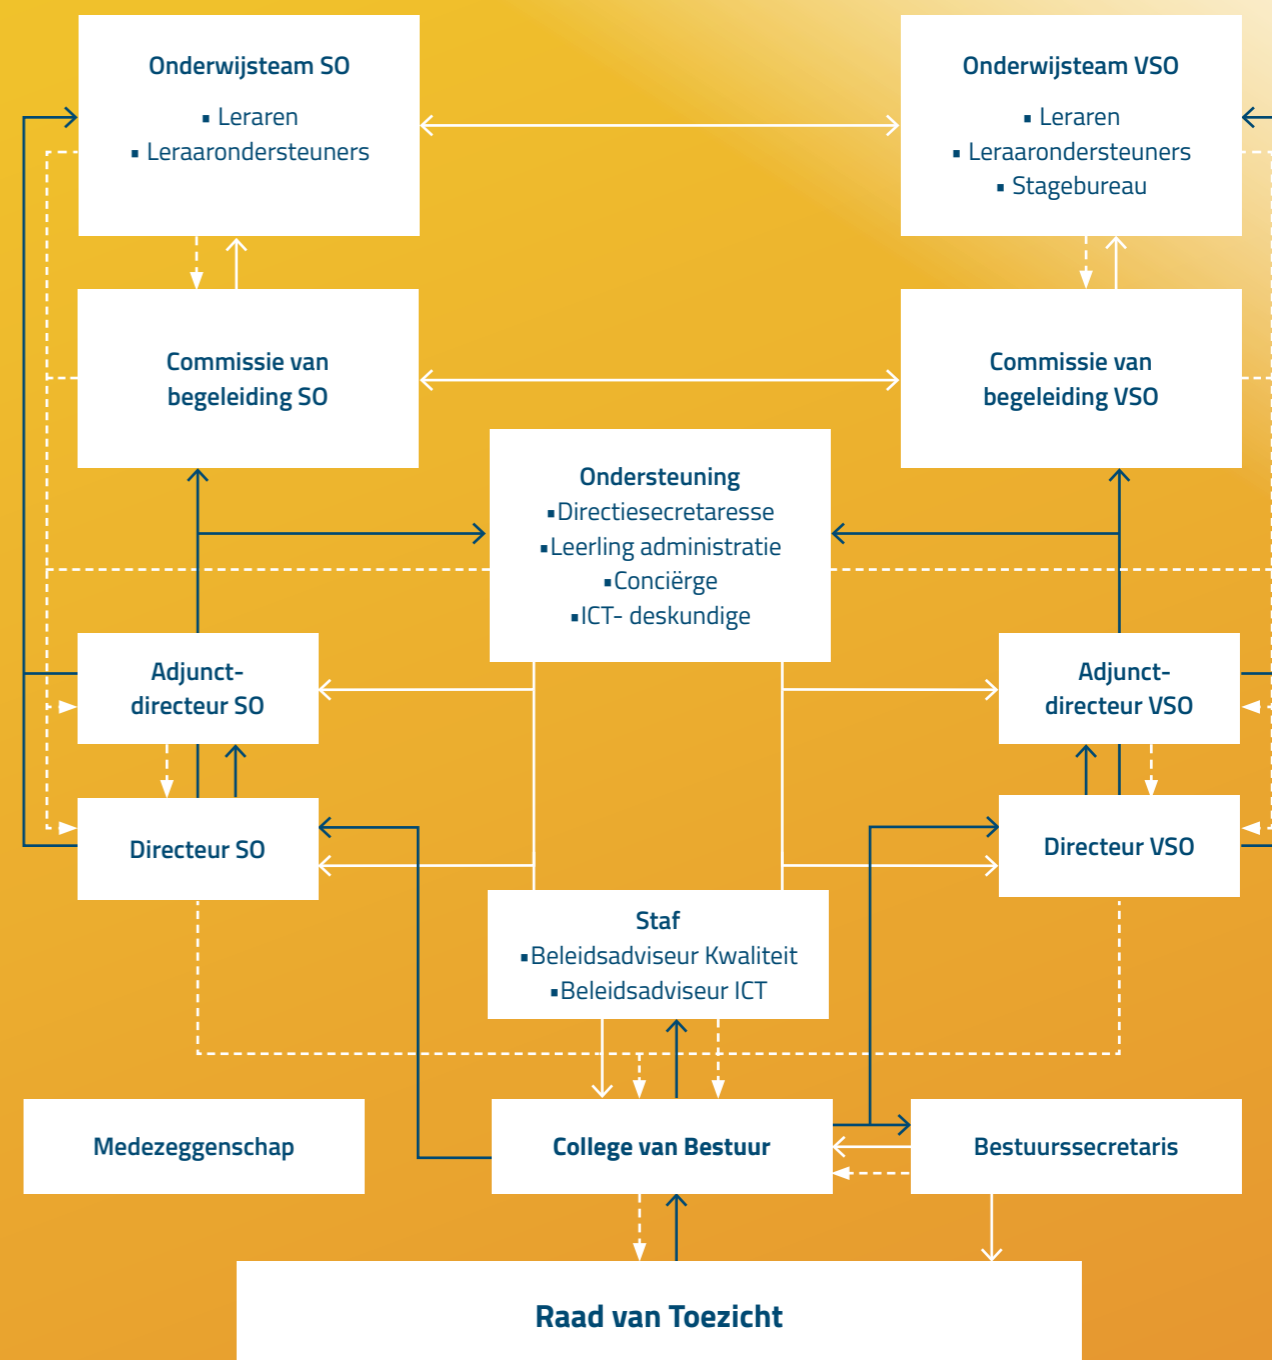 Onderwijsteam SO
▪ Leraren
▪ Leraarondersteuners
Onderwijsteam VSO
▪ Leraren
▪ Leraarondersteuners
▪ Stagebureau
Commissie van
begeleiding SO
Commissie van
begeleiding VSO
Ondersteuning
▪Directiesecretaresse
▪Leerling administratie
▪Conciërge
▪ICT- deskundige
Adjunct-
directeur SO
Adjunct-
directeur VSO
Directeur SO
Directeur VSO
Staf
▪Beleidsadviseur Kwaliteit
▪Beleidsadviseur ICT
Medezeggenschap
College van Bestuur
Bestuurssecretaris
Raad van Toezicht